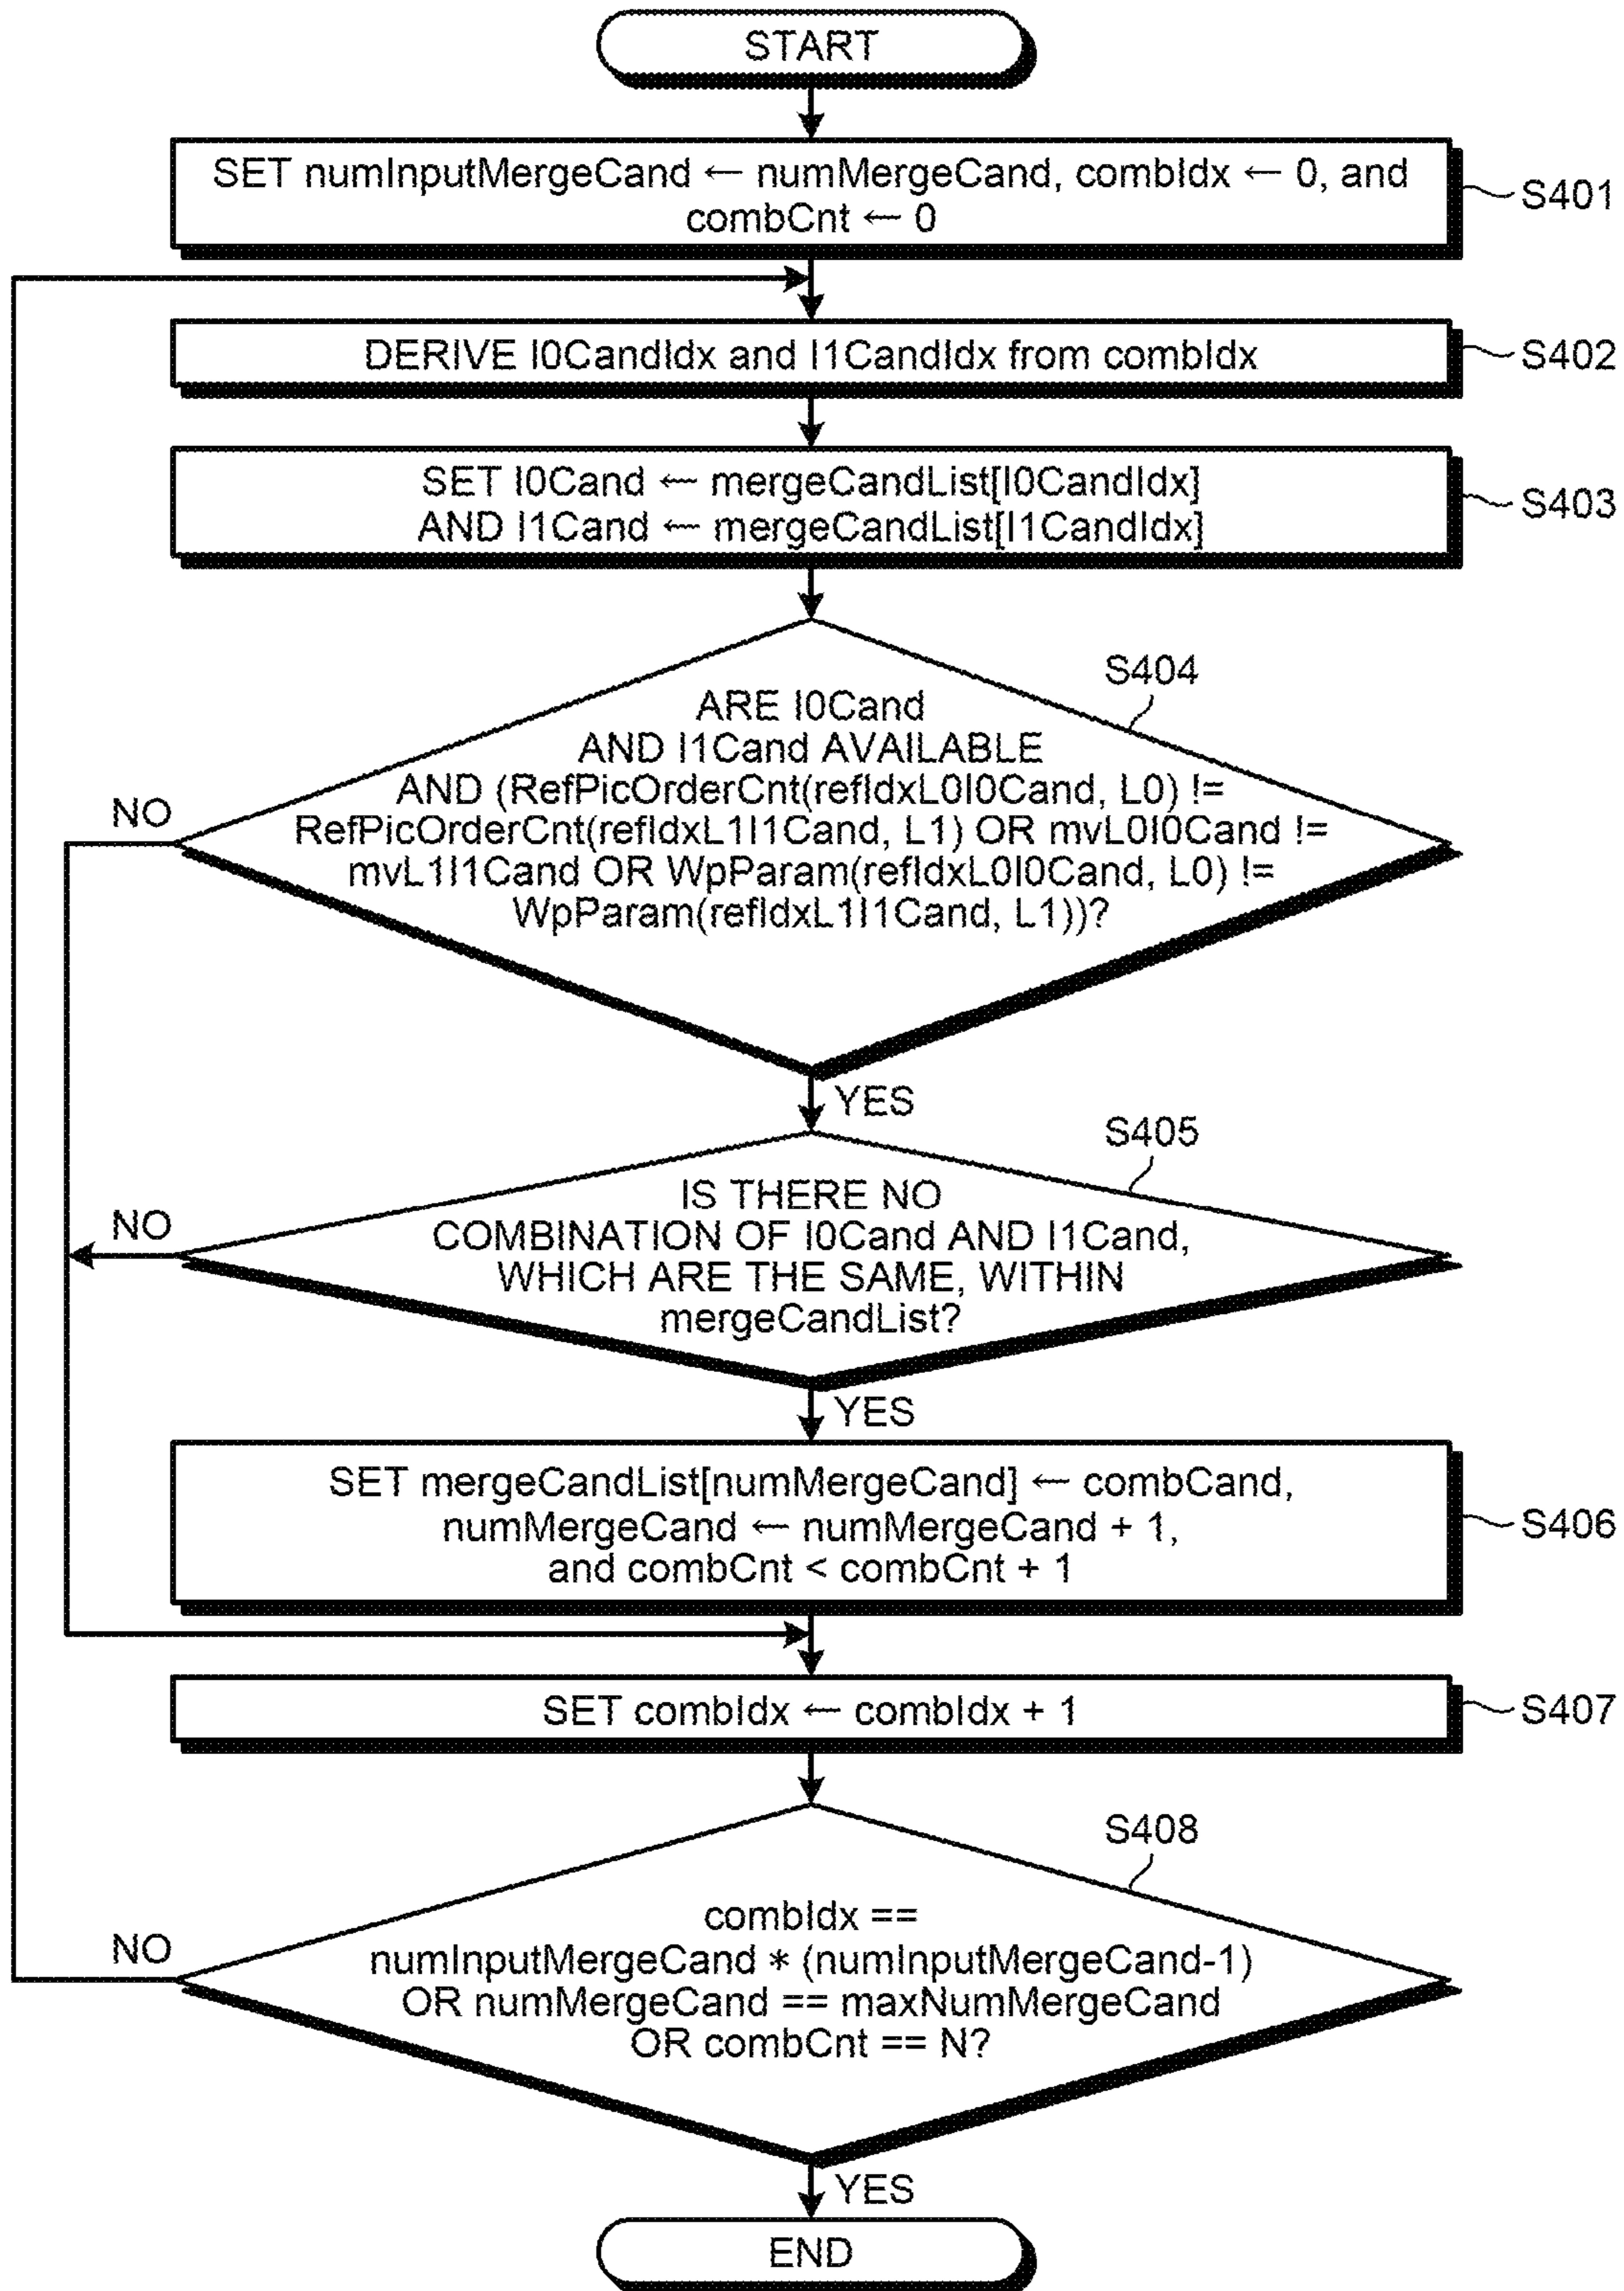 START
SET numInputMergeCand ← numMergeCand, combIdx ← 0, and
combCnt ← 0
S401
DERIVE l0CandIdx and l1CandIdx from combIdx
S402
SET l0Cand ← mergeCandList[l0CandIdx]
AND l1Cand ← mergeCandList[l1CandIdx]
S403
S404
ARE l0Cand
AND l1Cand AVAILABLE
AND (RefPicOrderCnt(refIdxL0l0Cand, L0) !=
RefPicOrderCnt(refIdxL1l1Cand, L1) OR mvL0l0Cand !=
mvL1l1Cand OR WpParam(refIdxL0l0Cand, L0) !=
WpParam(refIdxL1l1Cand, L1))?
NO
YES
S405
IS THERE NO
COMBINATION OF l0Cand AND l1Cand,
WHICH ARE THE SAME, WITHIN
mergeCandList?
NO
YES
SET mergeCandList[numMergeCand] ← combCand,
numMergeCand ← numMergeCand + 1,
and combCnt < combCnt + 1
S406
SET combIdx ← combIdx + 1
S407
S408
combIdx ==
numInputMergeCand * (numInputMergeCand-1)
OR numMergeCand == maxNumMergeCand
OR combCnt == N?
NO
YES
END